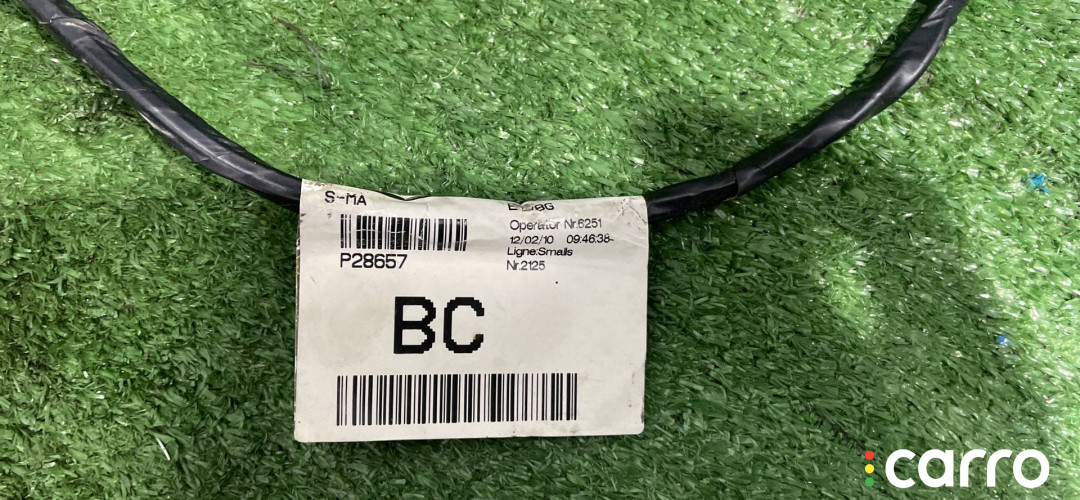 S-MA
Operator Nr.6251
12/02/10 09:46:38-
P28657
Ligne:Smalls
Nr.2125
BC
carro